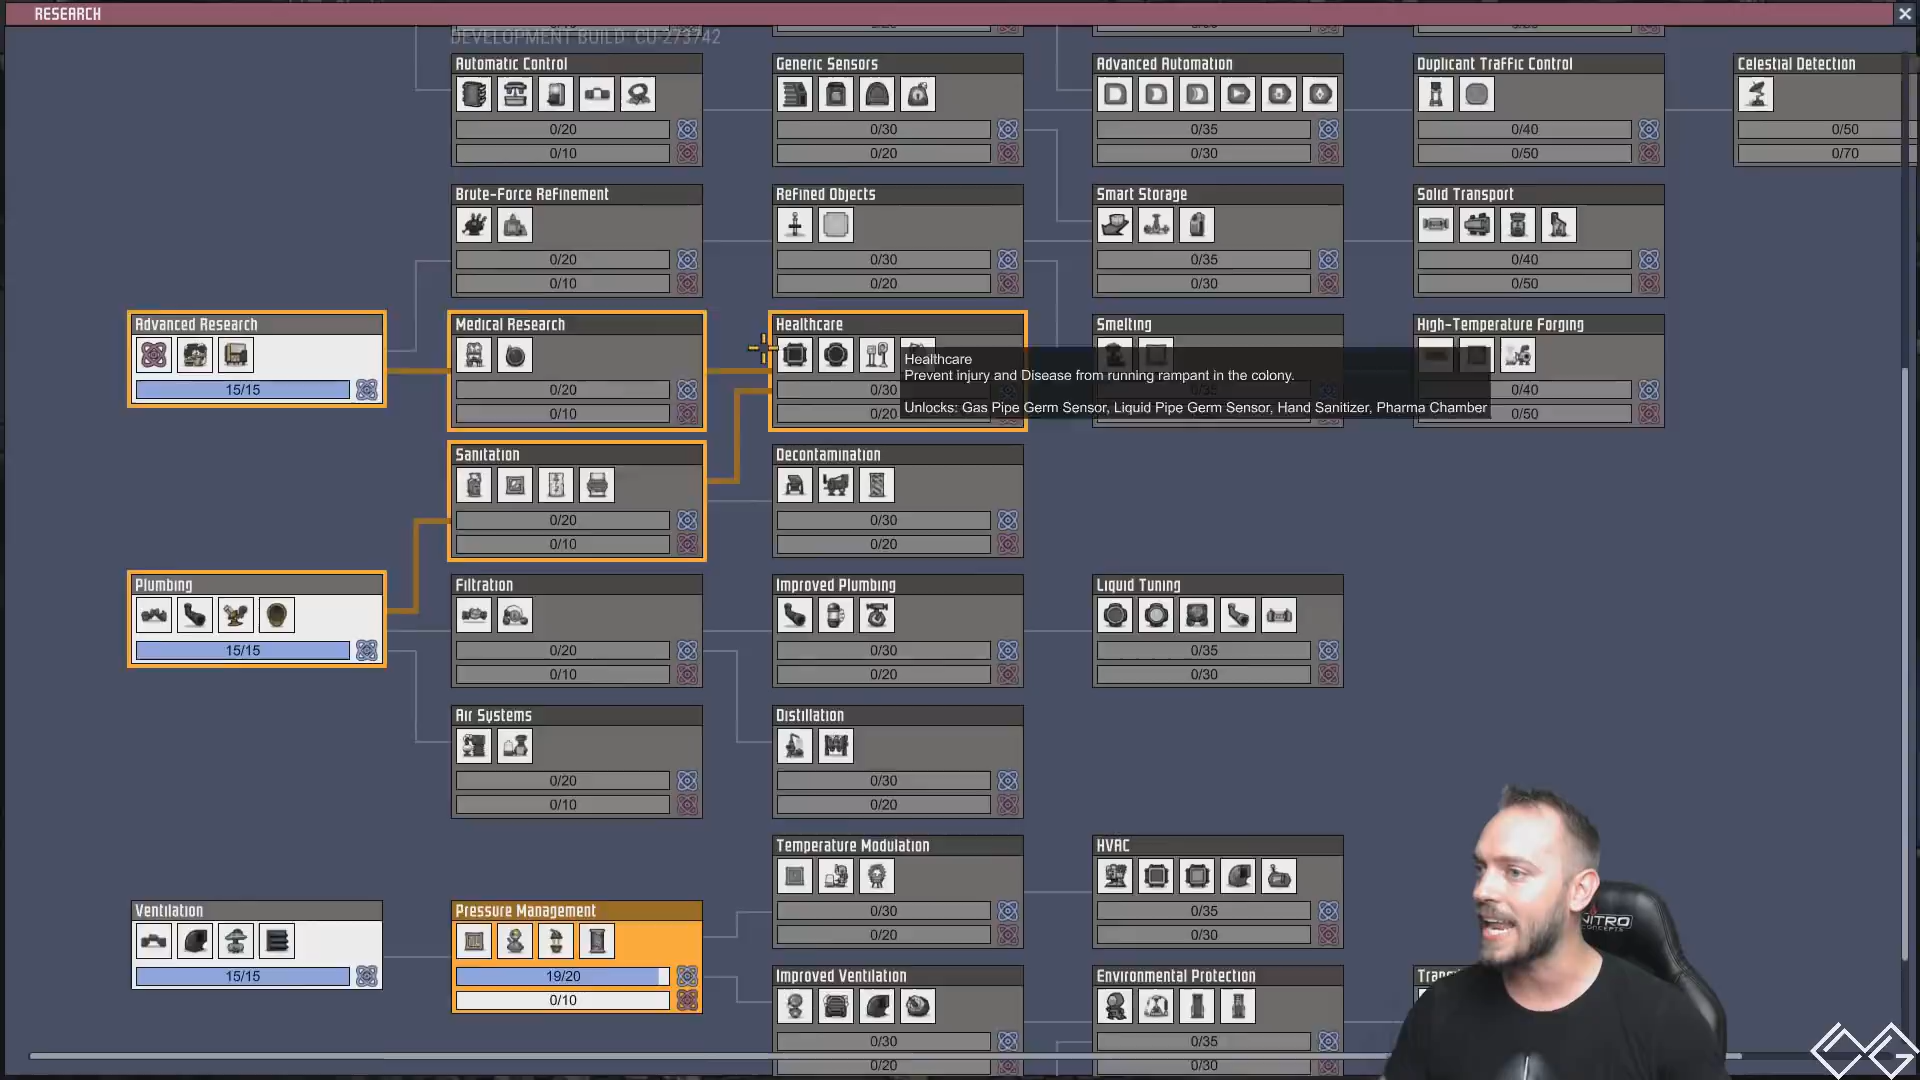 RESEARCH
DEVELOPMENT BUILD: CU 273742
Automatic Control
0/20
0/10
Generic Sensors
0/30
0/20
Advanced Automation
0/35
0/30
Duplicant Traffic Control
0/40
0/50
Celestial Detection
0/50
0/70
Brute-Force Refinement
0/20
0/10
Refined Objects
0/30
0/20
Smart Storage
0/35
0/30
Solid Transport
0/40
0/50
Advanced Research
15/15
Medical Research
0/20
0/10
Healthcare
0/30
0/20
Smelting
High-Temperature Forging
0/40
0/50
Healthcare
Prevent injury and Disease from running rampant in the colony.
Unlocks: Gas Pipe Germ Sensor, Liquid Pipe Germ Sensor, Hand Sanitizer, Pharma Chamber
Sanitation
0/20
0/10
Decontamination
0/30
0/20
Plumbing
15/15
Filtration
0/20
0/10
Improved Plumbing
0/30
0/20
Liquid Tuning
0/35
0/30
Air Systems
0/20
0/10
Distillation
0/30
0/20
Temperature Modulation
0/30
0/20
HVAC
0/35
0/30
Ventilation
15/15
Pressure Management
19/20
0/10
Improved Ventilation
0/30
0/20
Environmental Protection
0/35
0/30
NITRO
CONCEPTS
CG